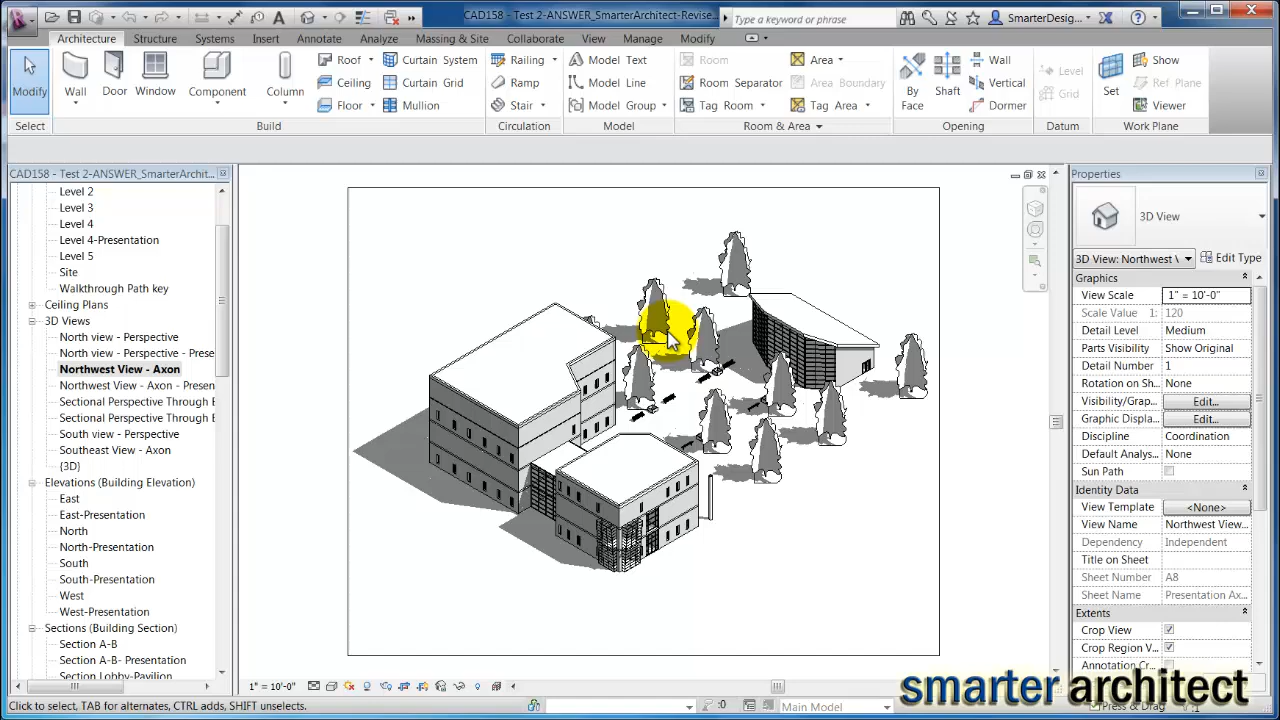 CAD158 - Test 2-ANSWER_SmarterArchitect-Revise...
Type a keyword or phrase
SmarterDesig...
Architecture Structure Systems Insert Annotate Analyze Massing & Site Collaborate View Manage Modify
Modify
Select
Wall
Door
Window
Component
Column
Roof
Ceiling
Floor
Curtain System
Curtain Grid
Mullion
Build
Railing
Ramp
Stair
Circulation
Model Text
Model Line
Model Group
Model
Room
Room Separator
Tag Room
Area
Area Boundary
Tag Area
Room & Area
By Face
Shaft
Wall
Vertical
Dormer
Opening
Level
Grid
Datum
Set
Show
Ref Plane
Viewer
Work Plane
CAD158 - Test 2-ANSWER_SmarterArchit...
Level 2
Level 3
Level 4
Level 4-Presentation
Level 5
Site
Walkthrough Path key
Ceiling Plans
3D Views
North view - Perspective
North view - Perspective - Prese
Northwest View - Axon
Northwest View - Axon - Presen
Sectional Perspective Through E
Sectional Perspective Through E
South view - Perspective
Southeast View - Axon
{3D}
Elevations (Building Elevation)
East
East-Presentation
North
North-Presentation
South
South-Presentation
West
West-Presentation
Sections (Building Section)
Section A-B
Section A-B- Presentation
Section Lobby-Pavilion
Properties
3D View
3D View: Northwest V
Edit Type
Graphics
View Scale 1" = 10'-0"
Scale Value 1: 120
Detail Level Medium
Parts Visibility Show Original
Detail Number 1
Rotation on Sh... None
Visibility/Grap... Edit...
Graphic Displa... Edit...
Discipline Coordination
Default Analys... None
Sun Path
Identity Data
View Template <None>
View Name Northwest View...
Dependency Independent
Title on Sheet
Sheet Number A8
Sheet Name Presentation Ax...
Extents
Crop View
Crop Region V...
Annotation Cr...
1" = 10'-0"
smarter architect
Click to select, TAB for alternates, CTRL adds, SHIFT unselects.
:0
Main Model
Press & Drag